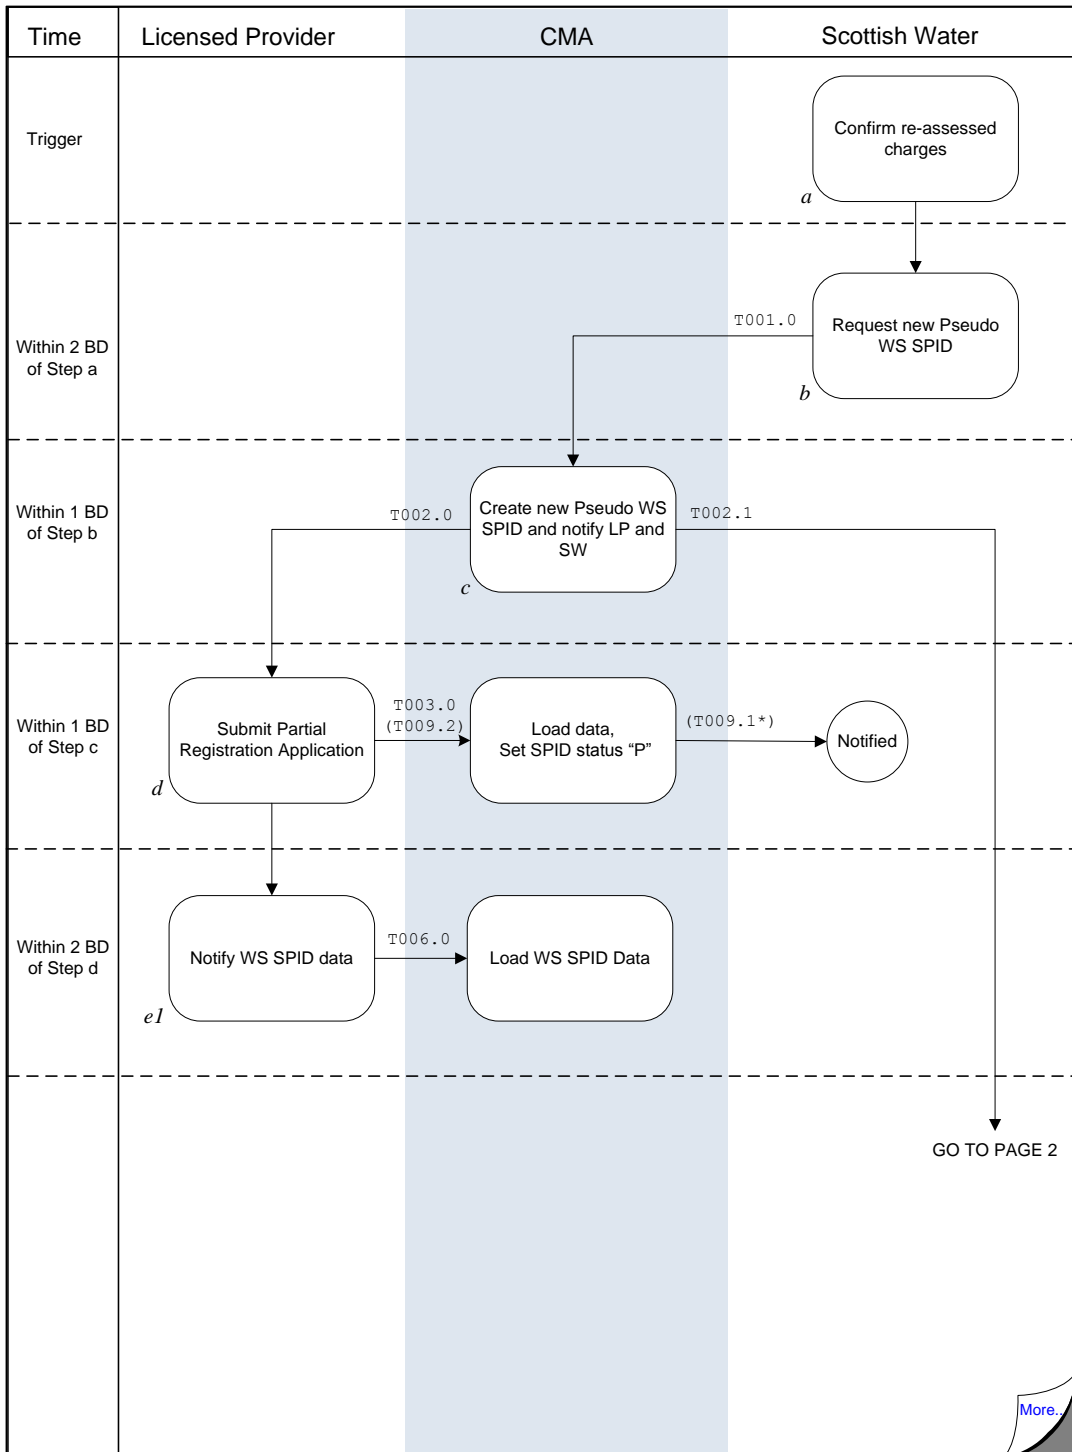 Time
Licensed Provider
CMA
Scottish Water
Trigger
Confirm re-assessed
charges
a
Within 2 BD
of Step a
T001.0
Request new Pseudo
WS SPID
b
Within 1 BD
of Step b
T002.0
Create new Pseudo WS
SPID and notify LP and
SW
T002.1
c
Within 1 BD
of Step c
Submit Partial
Registration Application
d
T003.0
(T009.2)
Load data,
Set SPID status “P”
(T009.1*)
Notified
Within 2 BD
of Step d
Notify WS SPID data
e1
T006.0
Load WS SPID Data
GO TO PAGE 2
More..